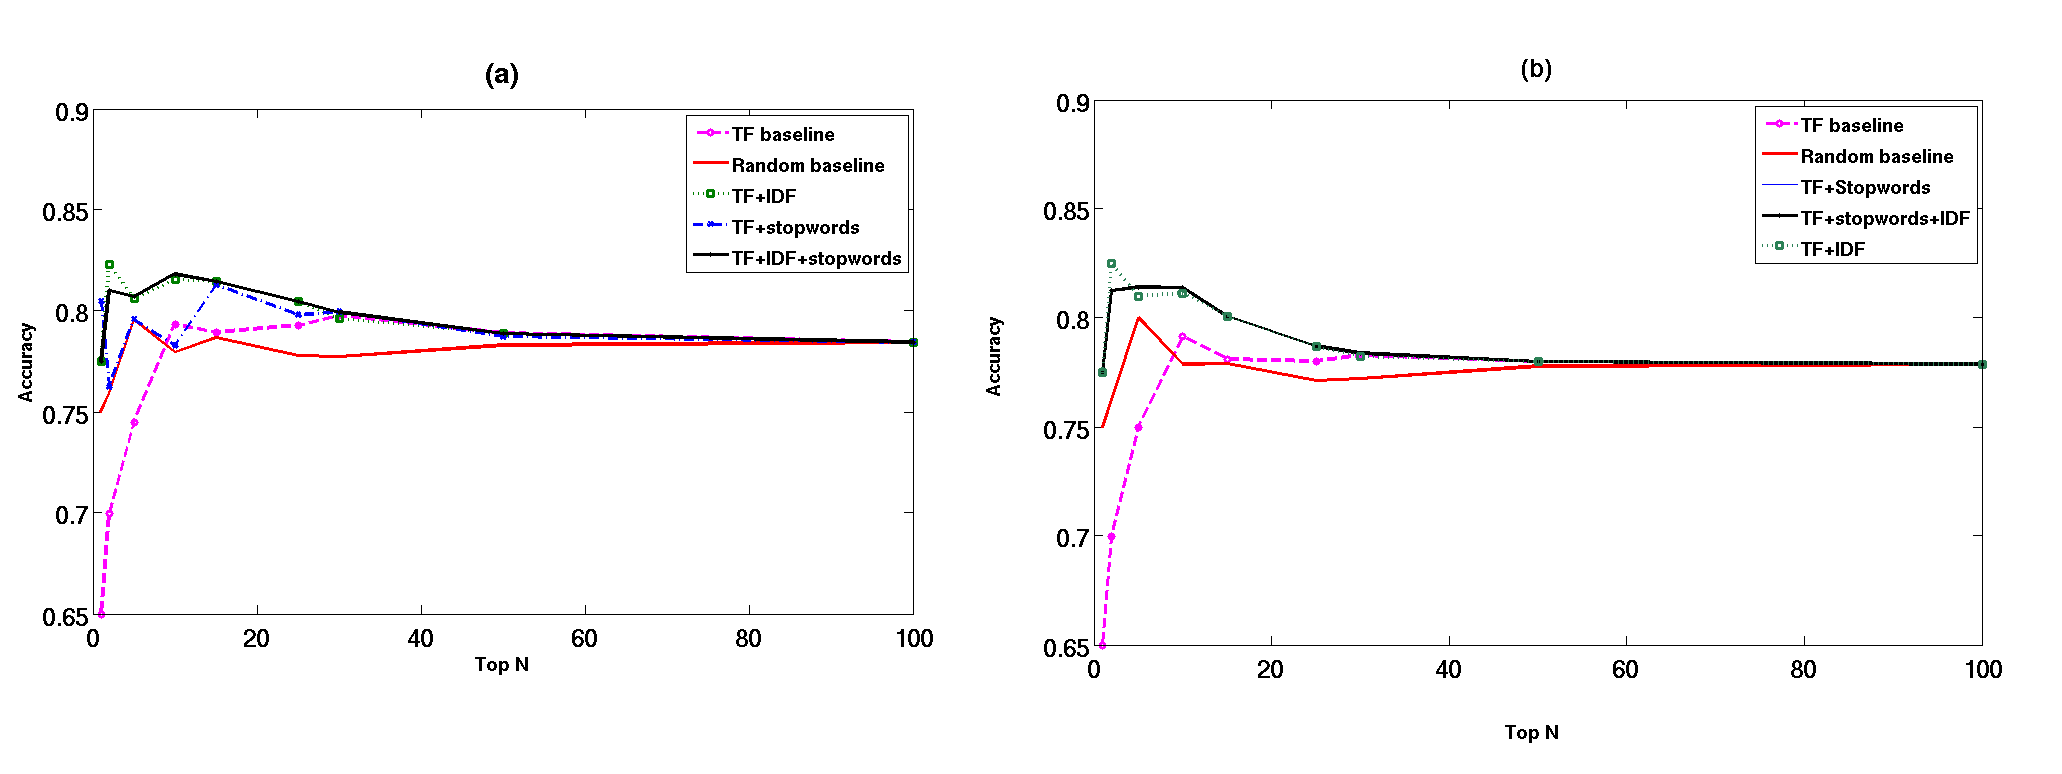 (a)
0.9
0.85
0.8
0.75
0.7
0.65
Accuracy
0 20 40 60 80 100
Top N
TF baseline
Random baseline
TF+IDF
TF+stopwords
TF+IDF+stopwords
(b)
0.9
0.85
0.8
0.75
0.7
0.65
Accuracy
0 20 40 60 80 100
Top N
TF baseline
Random baseline
TF+Stopwords
TF+stopwords+IDF
TF+IDF